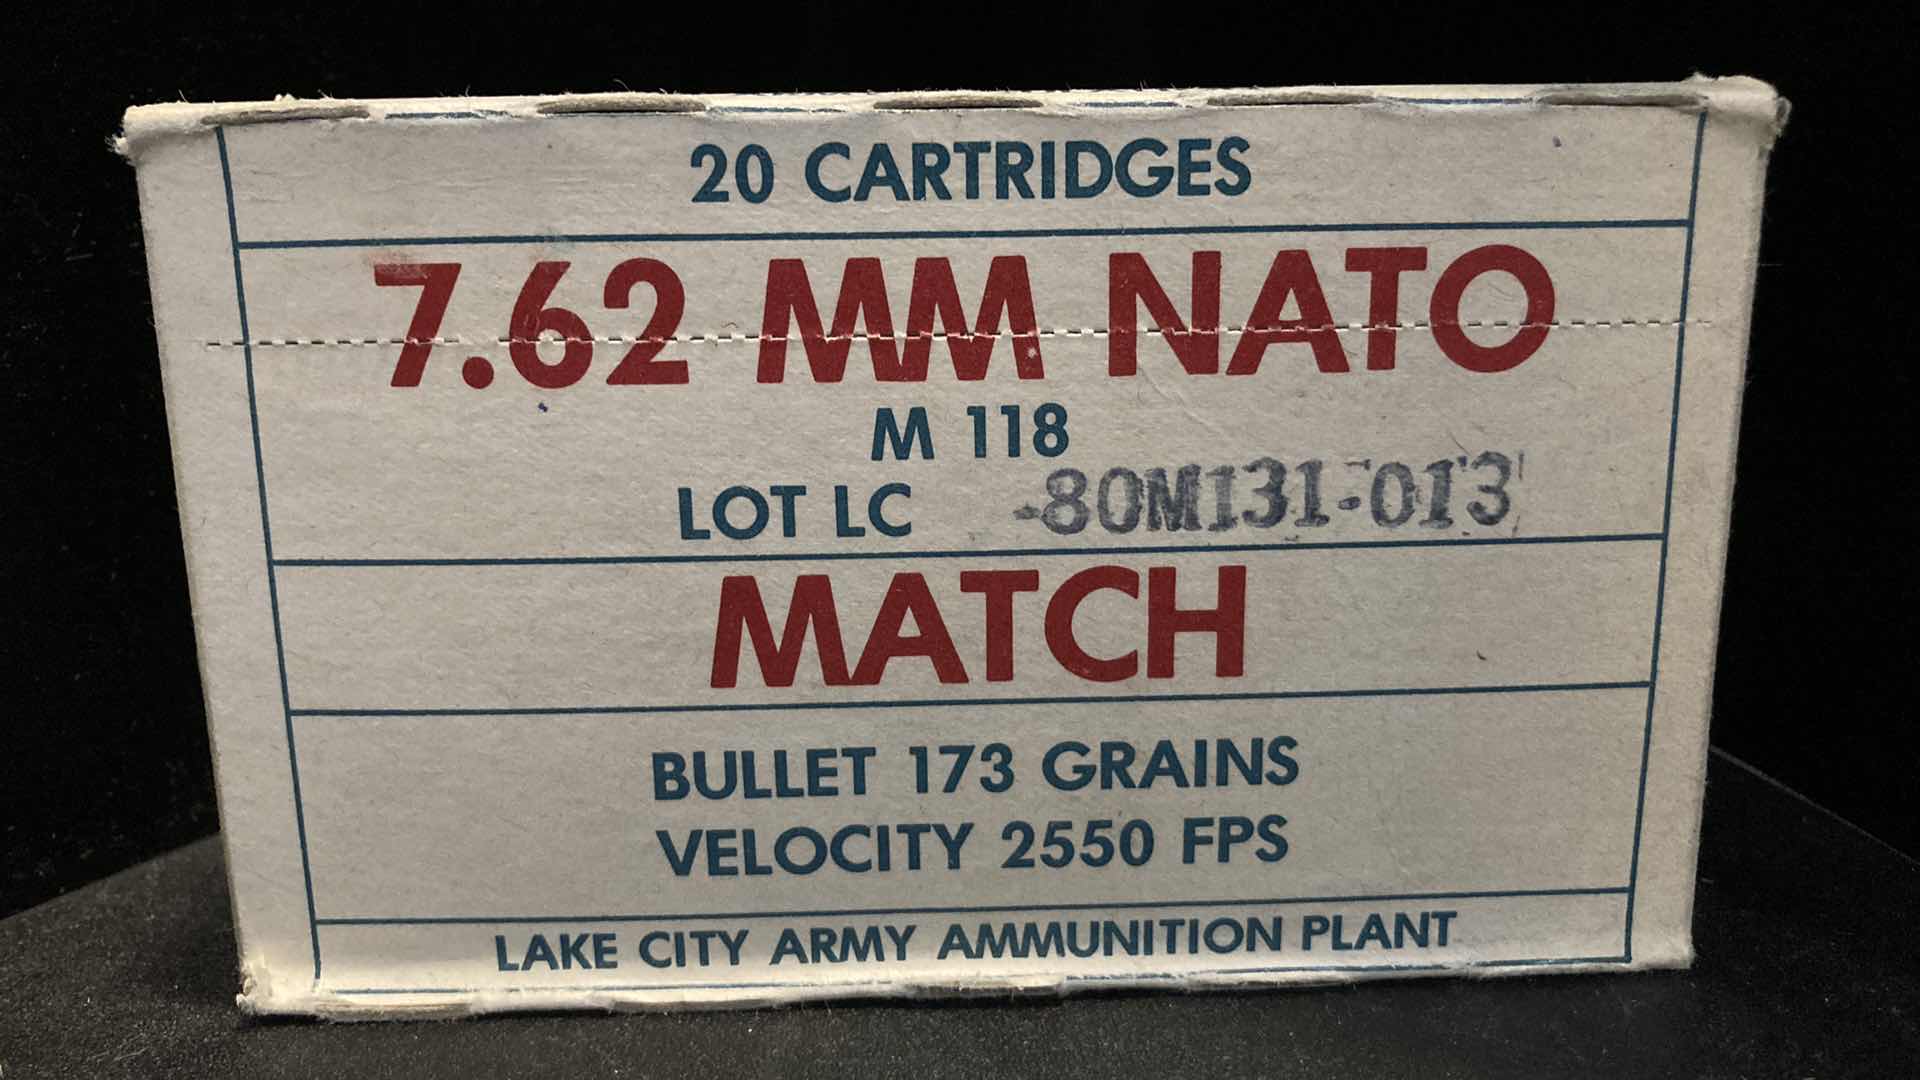 20 CARTRIDGES
7.62 MM NATO
M 118
LOT LC -80M131-013
MATCH
BULLET 173 GRAINS
VELOCITY 2550 FPS
LAKE CITY ARMY AMMUNITION PLANT